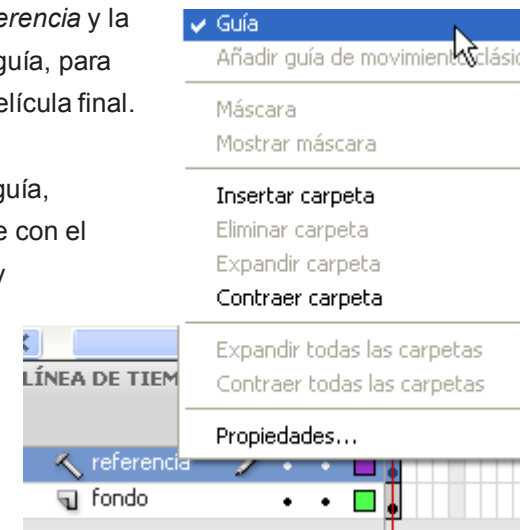 erencia y la
guía, para
elícula final.
guía,
e con el
y
Guía
Añadir guía de movimiento clásic
Máscara
Mostrar máscara
Insertar carpeta
Eliminar carpeta
Expandir carpeta
Contraer carpeta
Expandir todas las carpetas
Contraer todas las carpetas
Propiedades...
LÍNEA DE TIEM
referencia
fondo